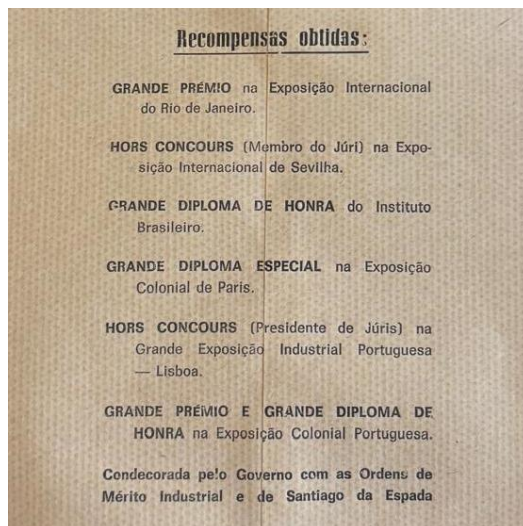 Recompensas obtidas:
GRANDE PRÉMIO na Exposição Internacional
do Rio de Janeiro.
HORS CONCOURS (Membro do Júri) na Expo-
sição Internacional de Sevilha.
GRANDE DIPLOMA DE HONRA do Instituto
Brasileiro.
GRANDE DIPLOMA ESPECIAL na Exposição
Colonial de Paris.
HORS CONCOURS (Presidente de Júris) na
Grande Exposição Industrial Portuguesa
— Lisboa.
GRANDE PRÉMIO E GRANDE DIPLOMA DE
HONRA na Exposição Colonial Portuguesa.
Condecorada pelo Governo com as Ordens de
Mérito Industrial e de Santiago da Espada